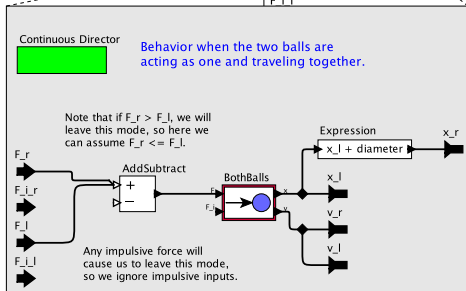 F_r_l
Continuous Director
Behavior when the two balls are
acting as one and traveling together.
Note that if F_r > F_l, we will
leave this mode, so here we
can assume F_r <= F_l.
Expression
x_r
x_l + diameter
F_r
AddSubtract
BothBalls
x_l
+
F
x
F_i_r
−
F_i
v
v_r
F_l
v_l
Any impulsive force will
cause us to leave this mode,
so we ignore impulsive inputs.
F_i_l